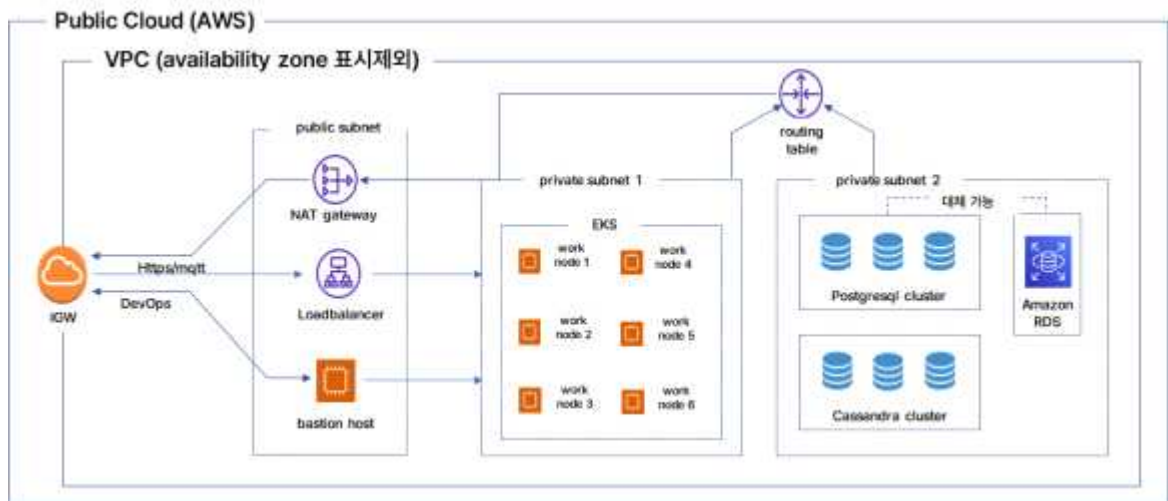 Public Cloud (AWS)
VPC (availability zone 표시제외)
public subnet
NAT gateway
Https/mqtt
DevOps
IGW
Loadbalancer
bastion host
routing
table
private subnet 1
EKS
work
node 1
work
node 4
work
node 2
work
node 5
work
node 3
work
node 6
private subnet 2
대체 가능
Postgresql cluster
Amazon
RDS
Cassandra cluster